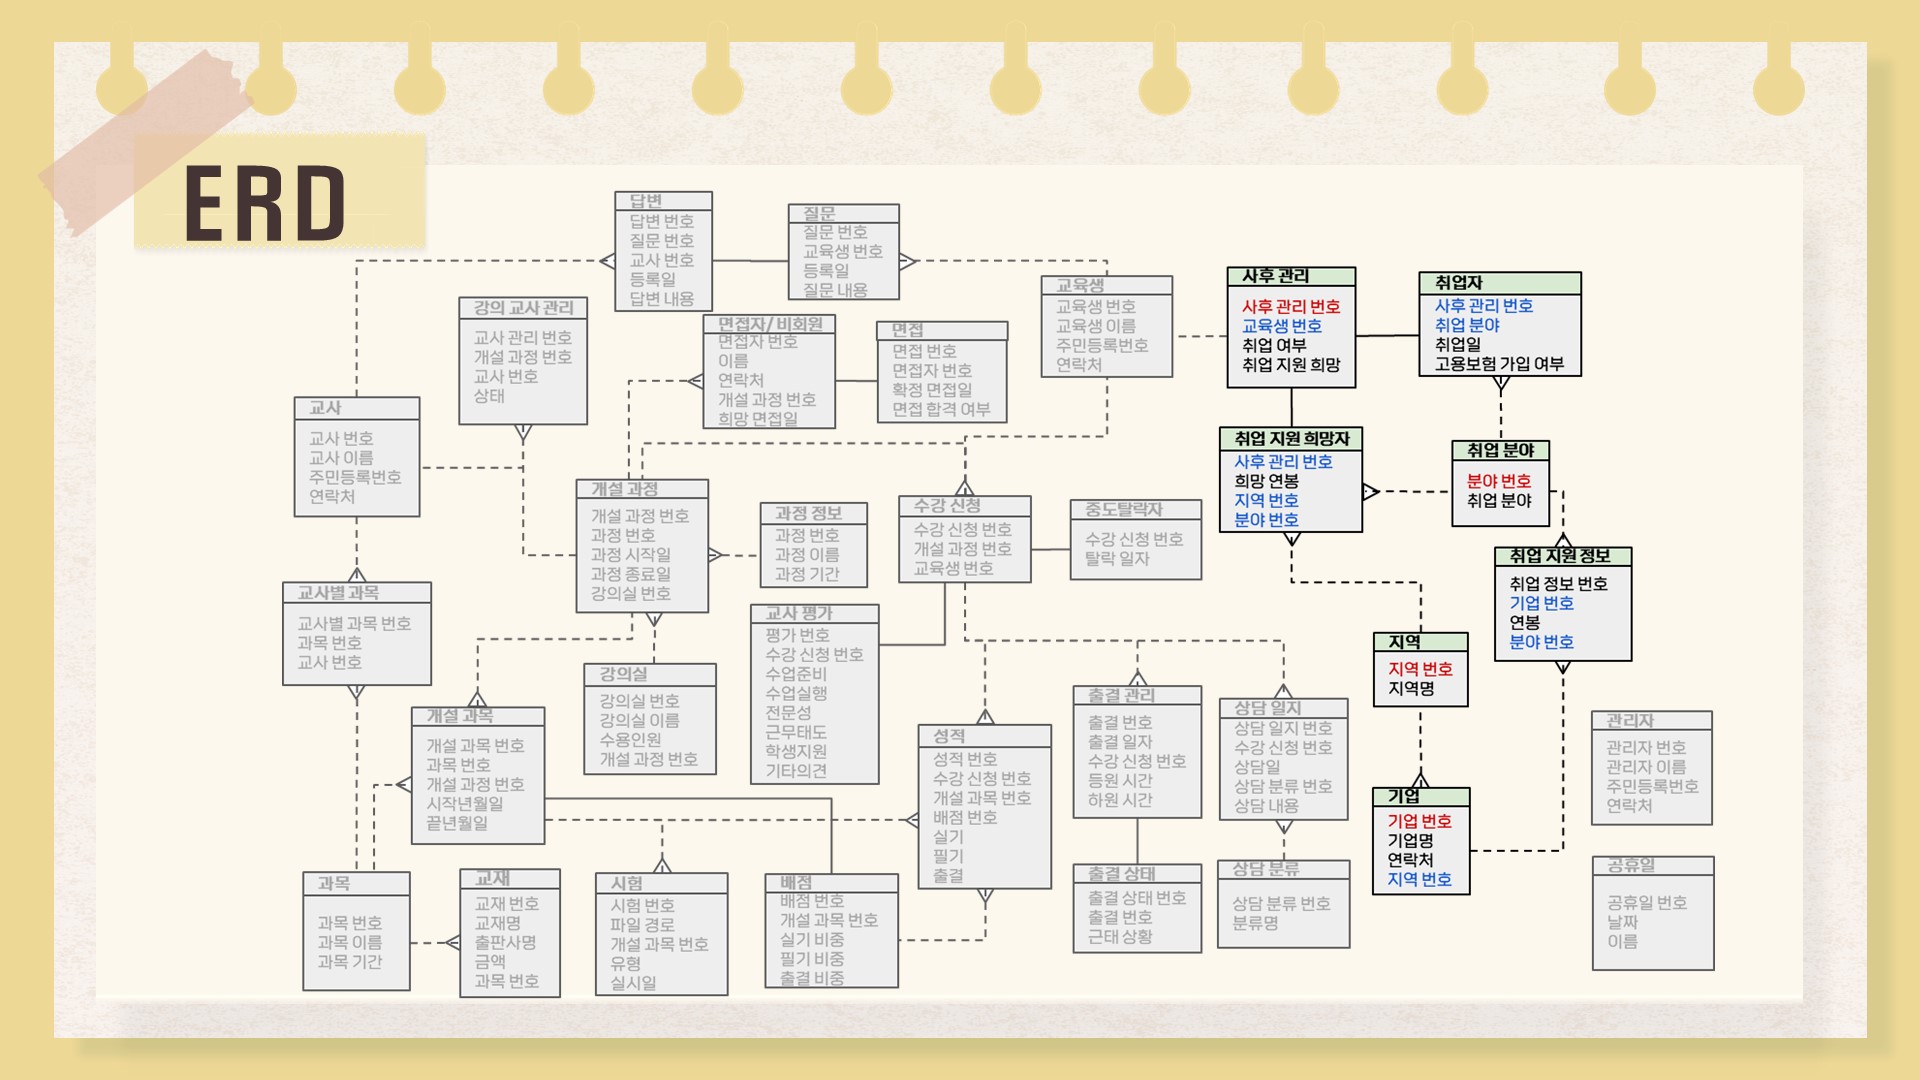 ERD
답변
답변 번호
질문 번호
교사 번호
등록일
답변 내용
질문
질문 번호
교육생 번호
등록일
질문 내용
강의 교사 관리
교사 관리 번호
개설 과정 번호
교사 번호
상태
면접자/ 비회원
면접자 번호
이름
연락처
개설 과정 번호
희망 면접일
면접
면접 번호
면접자 번호
확정 면접일
면접 합격 여부
교육생
교육생 번호
교육생 이름
주민등록번호
연락처
사후 관리
사후 관리 번호
교육생 번호
취업 여부
취업 지원 희망
취업자
사후 관리 번호
취업 분야
취업일
고용보험 가입 여부
교사
교사 번호
교사 이름
주민등록번호
연락처
개설 과정
개설 과정 번호
과정 번호
과정 시작일
과정 종료일
강의실 번호
과정 정보
과정 번호
과정 이름
과정 기간
수강 신청
수강 신청 번호
개설 과정 번호
교육생 번호
중도탈락자
수강 신청 번호
탈락 일자
취업 지원 희망자
사후 관리 번호
희망 연봉
지역 번호
분야 번호
취업 분야
분야 번호
취업 분야
취업 지원 정보
취업 정보 번호
기업 번호
연봉
분야 번호
교사별 과목
교사별 과목 번호
과목 번호
교사 번호
강의실
강의실 번호
강의실 이름
수용인원
개설 과정 번호
교사 평가
평가 번호
수강 신청 번호
수업준비
수업실행
전문성
근무태도
학생지원
기타의견
지역
지역 번호
지역명
개설 과목
개설 과목 번호
과목 번호
개설 과정 번호
시작년월일
끝년월일
성적
성적 번호
수강 신청 번호
개설 과목 번호
배점 번호
실기
필기
출결
출결 관리
출결 번호
출결 일자
수강 신청 번호
등원 시간
하원 시간
상담 일지
상담 일지 번호
수강 신청 번호
상담일
상담 분류 번호
상담 내용
기업
기업 번호
기업명
연락처
지역 번호
관리자
관리자 번호
관리자 이름
주민등록번호
연락처
과목
과목 번호
과목 이름
과목 기간
교재
교재 번호
교재명
출판사명
금액
과목 번호
시험
시험 번호
파일 경로
개설 과목 번호
유형
실시일
배점
배점 번호
개설 과목 번호
실기 비중
필기 비중
출결 비중
출결 상태
출결 상태 번호
출결 번호
근태 상황
상담 분류
상담 분류 번호
분류명
공휴일
공휴일 번호
날짜
이름